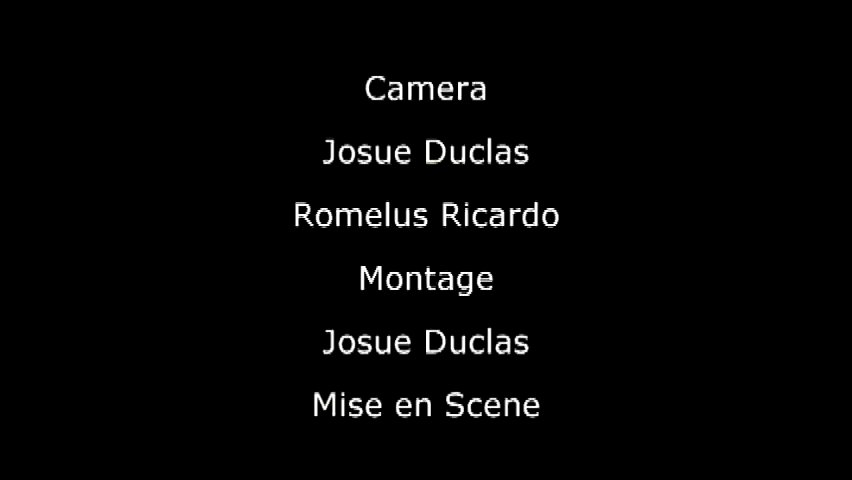 Camera
Josue Duclas
Romelus Ricardo
Montage
Josue Duclas
Mise en Scene